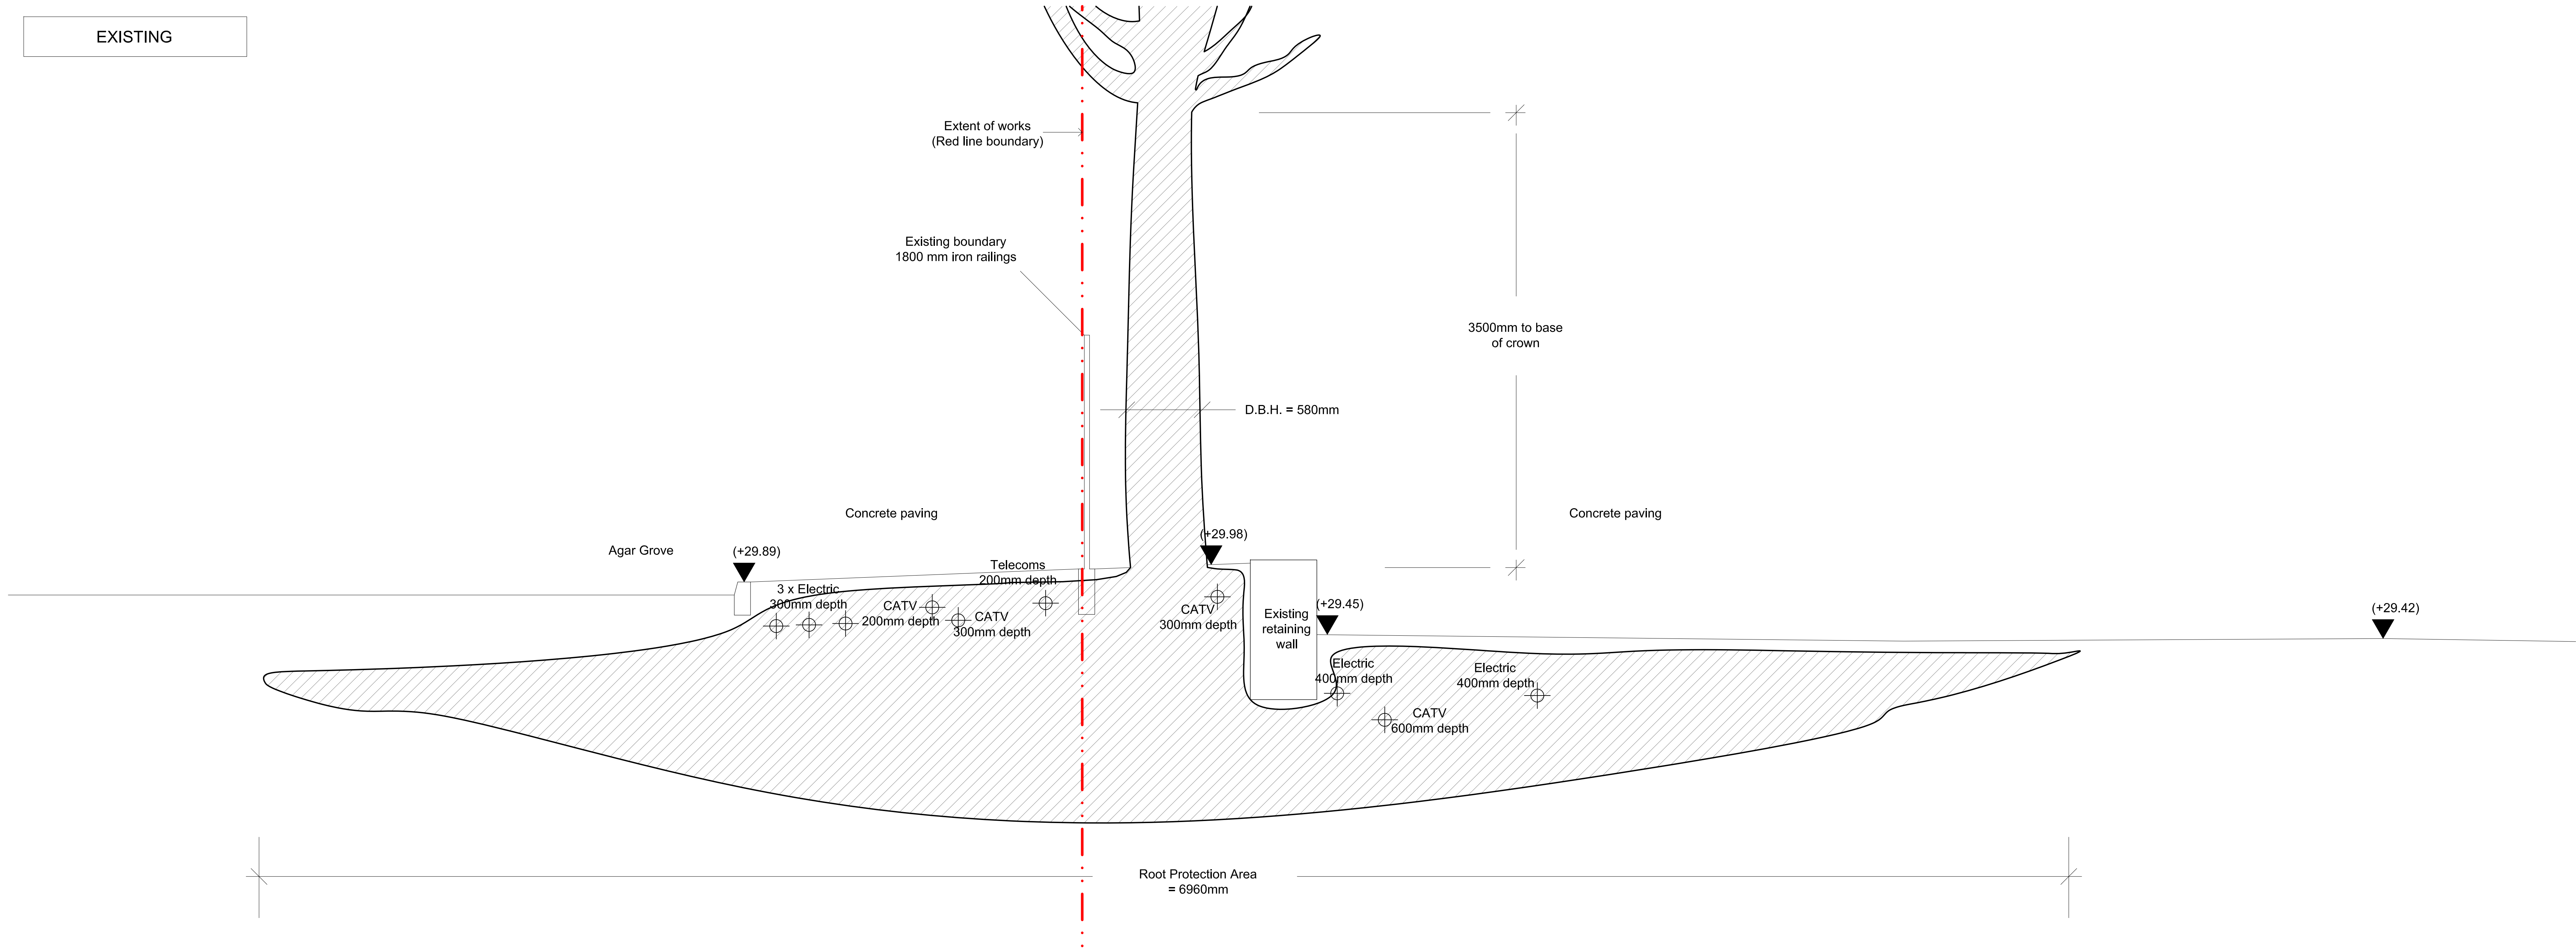 EXISTING
Extent of works
(Red line boundary)
Existing boundary
1800 mm iron railings
3500mm to base
of crown
D.B.H. = 580mm
Concrete paving
Concrete paving
Agar Grove
(+29.89)
(+29.98)
Telecoms
200mm depth
3 x Electric
300mm depth
CATV
200mm depth
CATV
300mm depth
CATV
300mm depth
Existing
retaining
wall
(+29.45)
(+29.42)
Electric
400mm depth
Electric
400mm depth
CATV
600mm depth
Root Protection Area
= 6960mm